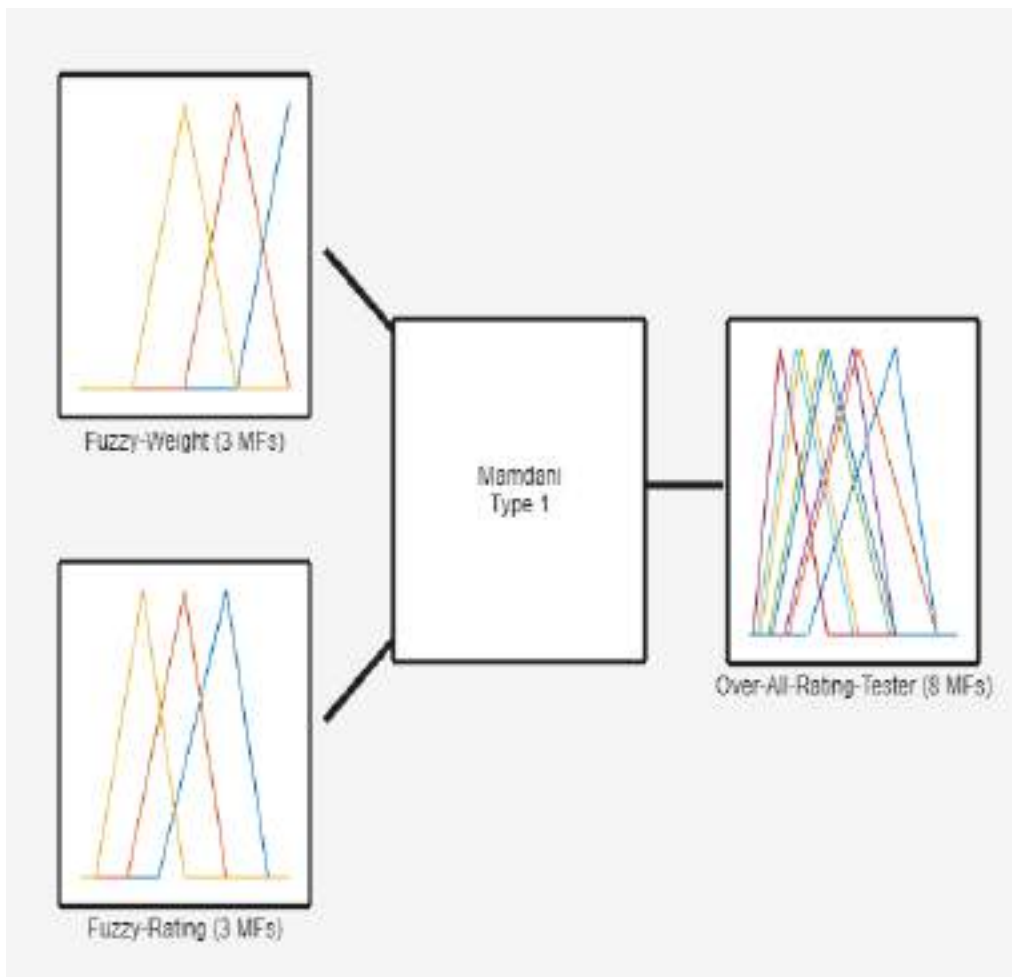 Fuzzy-Weight (3 MFs)
Mamdani
Type 1
Over-All-Rating-Tester (8 MFs)
Fuzzy-Rating (3 MFs)